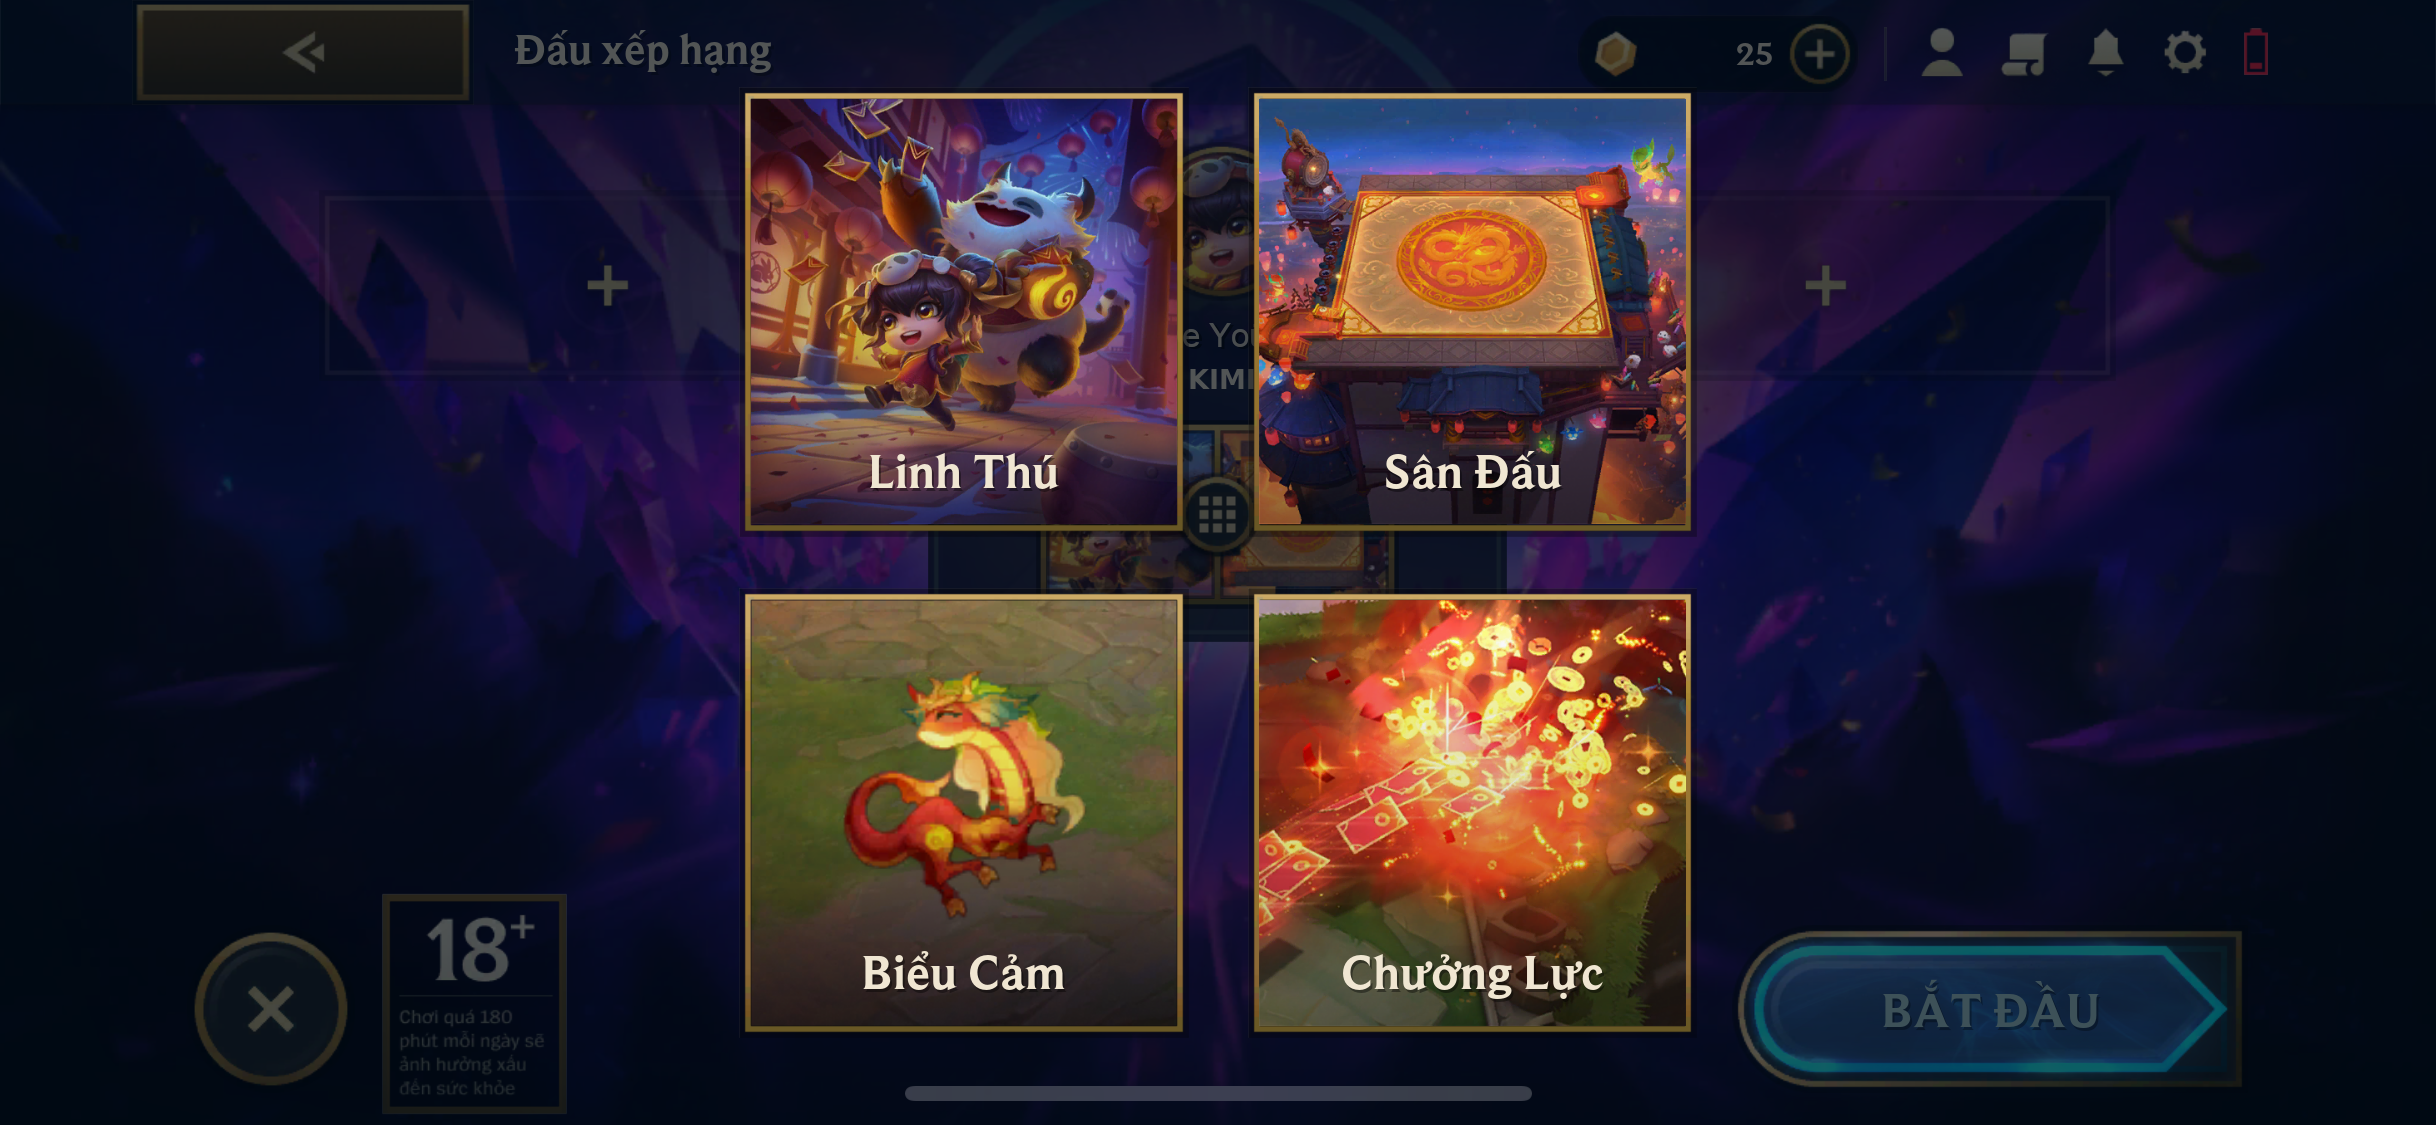 Đấu xếp hạng
25
e You
KIM
Linh Thú
Sân Đấu
Biểu Cảm
Chưởng Lực
18+
Chơi quá 180
phút mỗi ngày sẽ
ảnh hưởng xấu
đến sức khỏe
BẮT ĐẦU